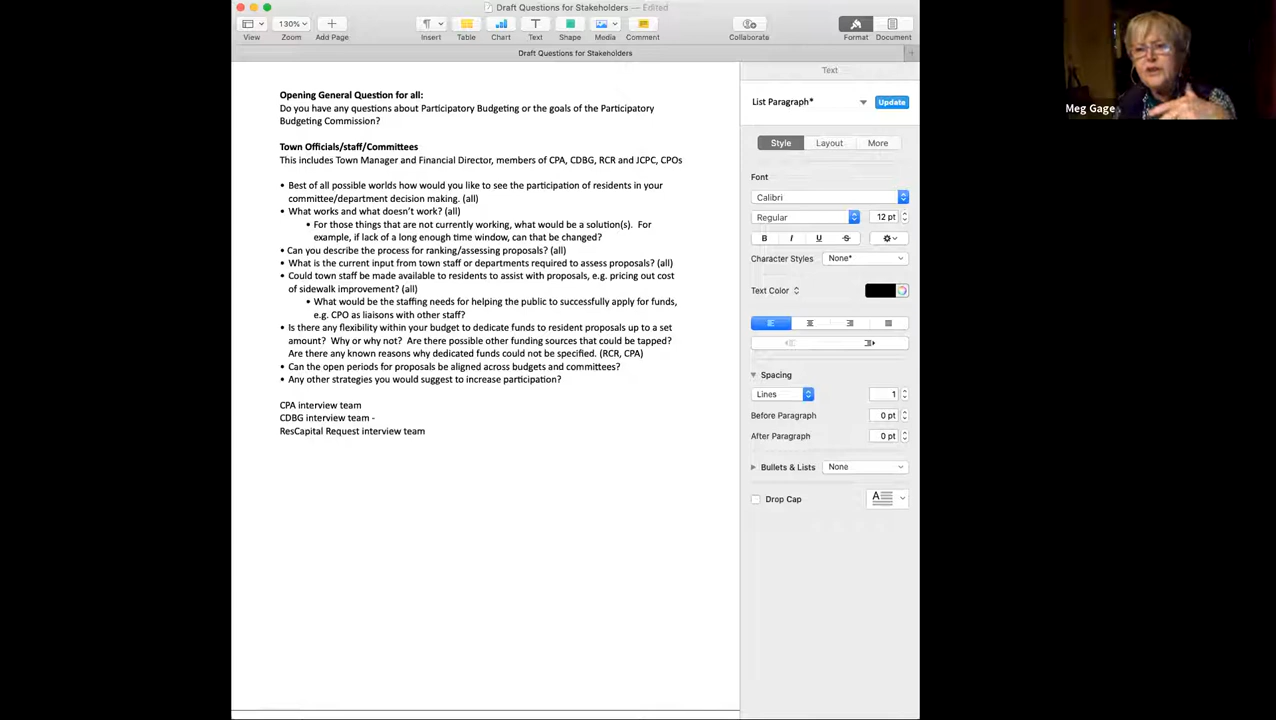 Draft Questions for Stakeholders — Edited
130%
View
Zoom
Add Page
Insert
Table
Chart
Text
Shape
Media
Comment
Collaborate
Format
Document
Draft Questions for Stakeholders
Opening General Question for all:
Do you have any questions about Participatory Budgeting or the goals of the Participatory
Budgeting Commission?
Town Officials/staff/Committees
This includes Town Manager and Financial Director, members of CPA, CDBG, RCR and JCPC, CPOs
• Best of all possible worlds how would you like to see the participation of residents in your
committee/department decision making. (all)
• What works and what doesn't work? (all)
• For those things that are not currently working, what would be a solution(s). For
example, if lack of a long enough time window, can that be changed?
• Can you describe the process for ranking/assessing proposals? (all)
• What is the current input from town staff or departments required to assess proposals? (all)
• Could town staff be made available to residents to assist with proposals, e.g. pricing out cost
of sidewalk improvement? (all)
• What would be the staffing needs for helping the public to successfully apply for funds,
e.g. CPO as liaisons with other staff?
• Is there any flexibility within your budget to dedicate funds to resident proposals up to a set
amount? Why or why not? Are there possible other funding sources that could be tapped?
Are there any known reasons why dedicated funds could not be specified. (RCR, CPA)
• Can the open periods for proposals be aligned across budgets and committees?
• Any other strategies you would suggest to increase participation?
CPA interview team
CDBG interview team -
ResCapital Request interview team
Text
List Paragraph*
Update
Style
Layout
More
Font
Calibri
Regular
12 pt
B I U S
Character Styles
None*
Text Color
Spacing
Lines
1
Before Paragraph
0 pt
After Paragraph
0 pt
Bullets & Lists
None
Drop Cap
A
Meg Gage